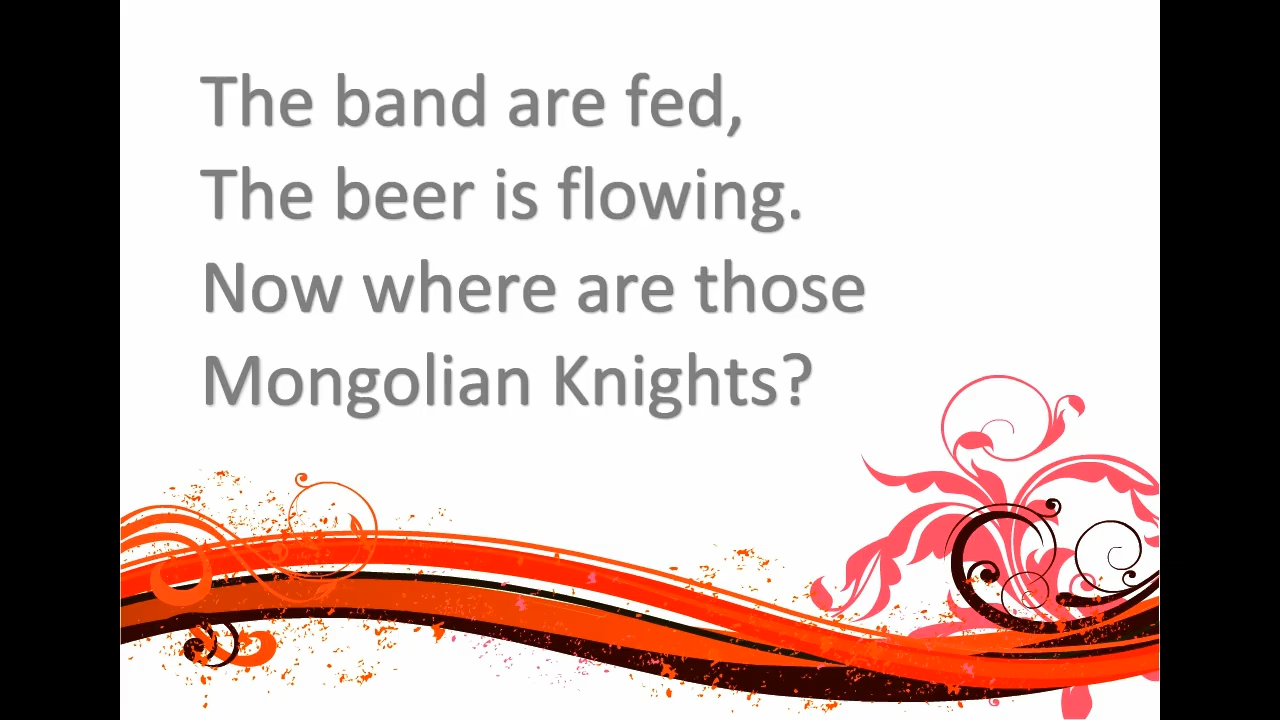 The band are fed,
The beer is flowing.
Now where are those
Mongolian Knights?